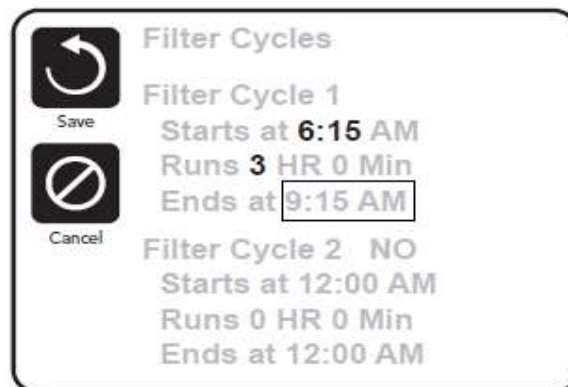 Save
Cancel
Filter Cycles
Filter Cycle 1
Starts at 6:15 AM
Runs 3 HR 0 Min
Ends at 9:15 AM
Filter Cycle 2 NO
Starts at 12:00 AM
Runs 0 HR 0 Min
Ends at 12:00 AM